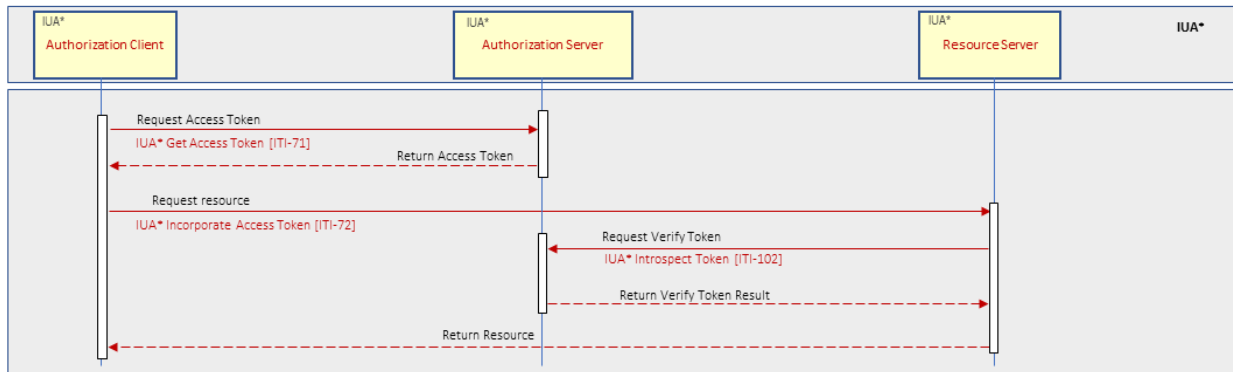 IUA*
Authorization Client
IUA*
Authorization Server
IUA*
Resource Server
IUA*
Request Access Token
IUA* Get Access Token [ITI-71]
Return Access Token
Request resource
IUA* Incorporate Access Token [ITI-72]
Request Verify Token
IUA* Introspect Token [ITI-102]
Return Verify Token Result
Return Resource